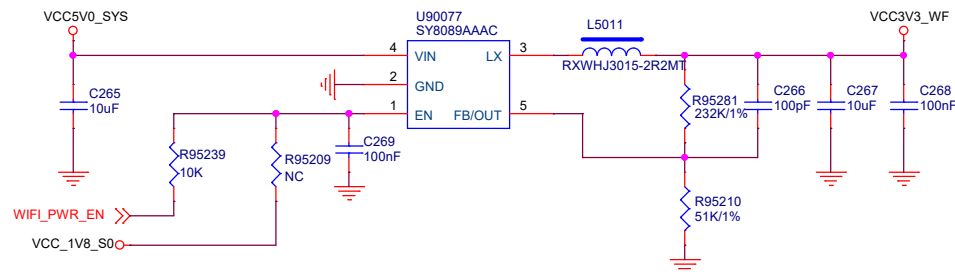 VCC5V0_SYS
U90077
SY8089AAAC
L5011
VCC3V3_WF
4
VIN
LX
3
RXWHJ3015-2R2MT
2
GND
C265
10uF
R95281
232K/1%
C266
100pF
C267
10uF
C268
100nF
1
EN
FB/OUT
5
C269
100nF
R95239
10K
R95209
NC
R95210
51K/1%
WIFI_PWR_EN
VCC_1V8_S0